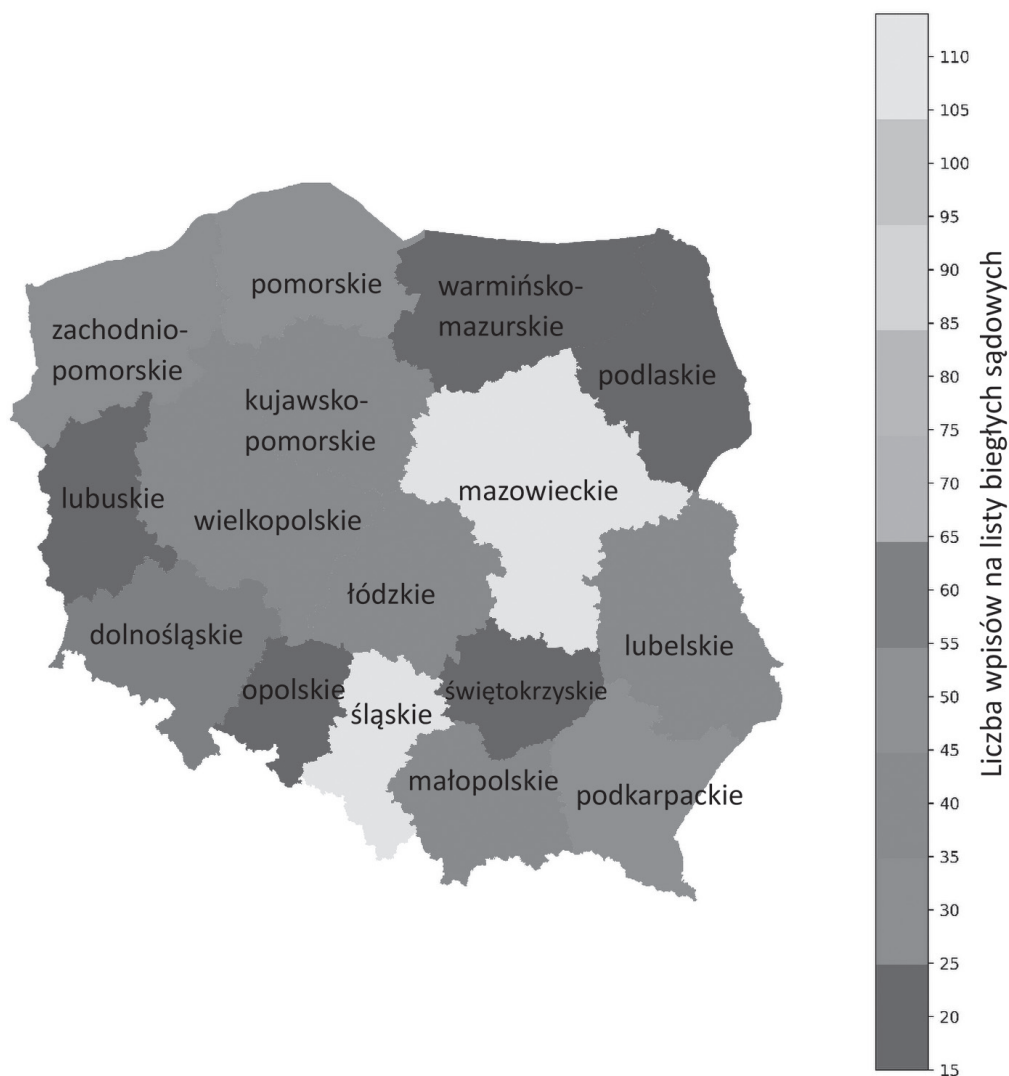 pomorskie
warmińsko-
mazurskie
zachodnio-
pomorskie
podlaskie
kujawsko-
pomorskie
mazowieckie
lubuskie
wielkopolskie
łódzkie
dolnośląskie
lubelskie
opolskie
świętokrzyskie
śląskie
małopolskie
podkarpackie
110
105
100
95
90
85
80
75
70
65
60
55
50
45
40
35
30
25
20
15
Liczba wpisów na listy biegłych sądowych